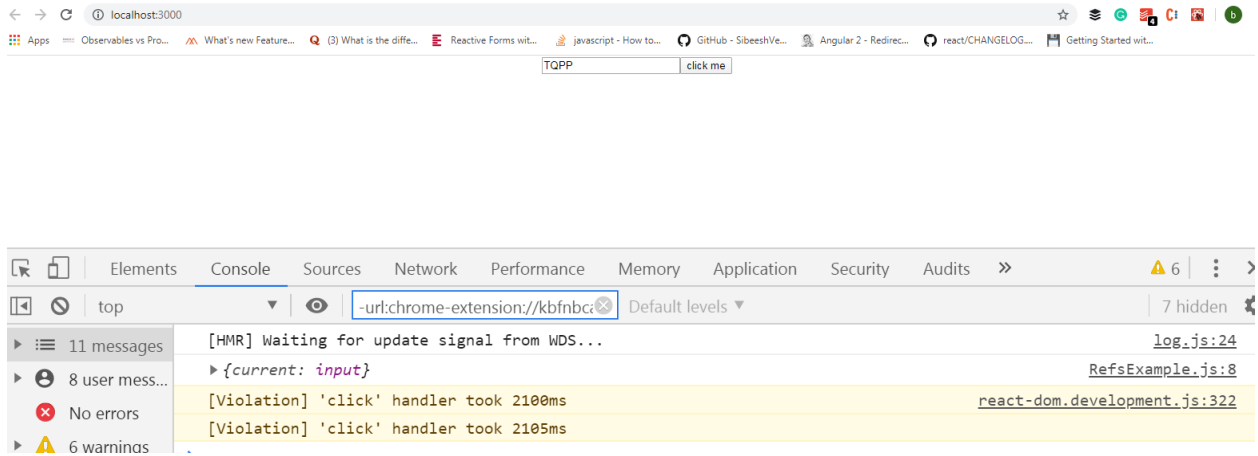 localhost:3000
4
b
Apps
Observables vs Pro...
What's new Feature...
(3) What is the diffe...
Reactive Forms wit...
javascript - How to...
GitHub - SibeeshVe...
Angular 2 - Redirec...
react/CHANGELOG....
Getting Started wit...
TQPP click me
Elements Console Sources Network Performance Memory Application Security Audits » 6
top ▼ -url:chrome-extension://kbfnbca Default levels ▼ 7 hidden
11 messages
8 user mess...
No errors
6 warnings
[HMR] Waiting for update signal from WDS... log.js:24
{current: input} RefsExample.js:8
[Violation] 'click' handler took 2100ms react-dom.development.js:322
[Violation] 'click' handler took 2105ms